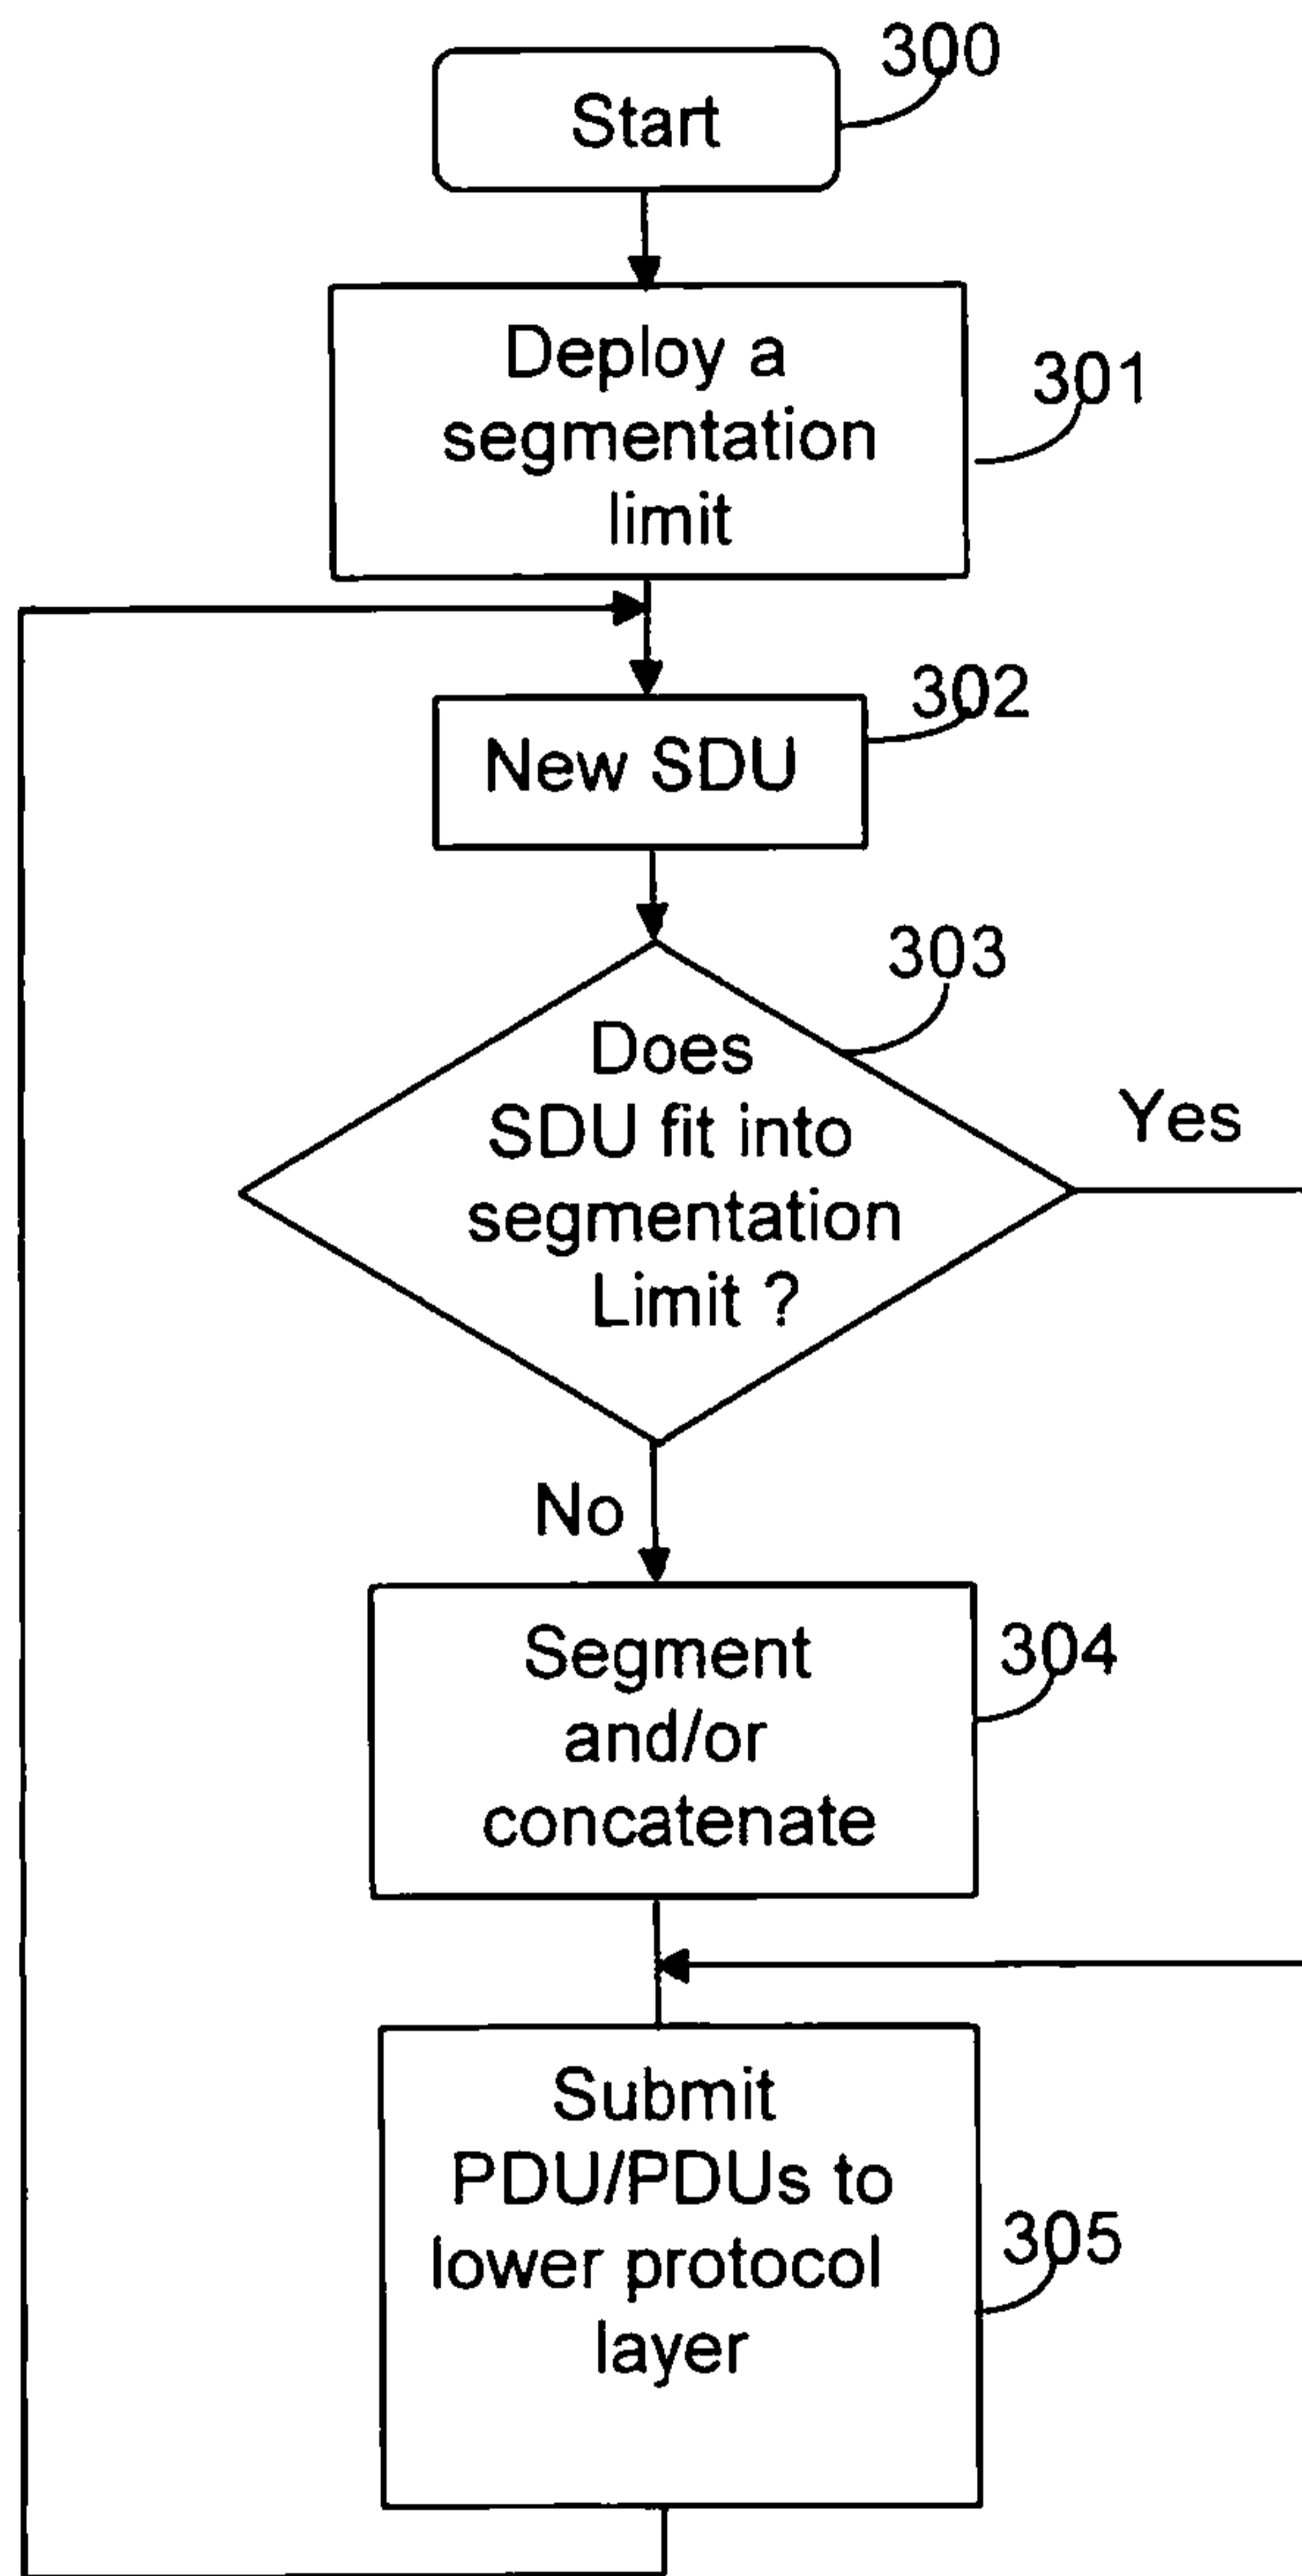 300
Start
Deploy a
segmentation
limit
301
302
New SDU
303
Does
SDU fit into
segmentation
Limit ?
Yes
No
Segment
and/or
concatenate
304
Submit
PDU/PDUs to
lower protocol
layer
305